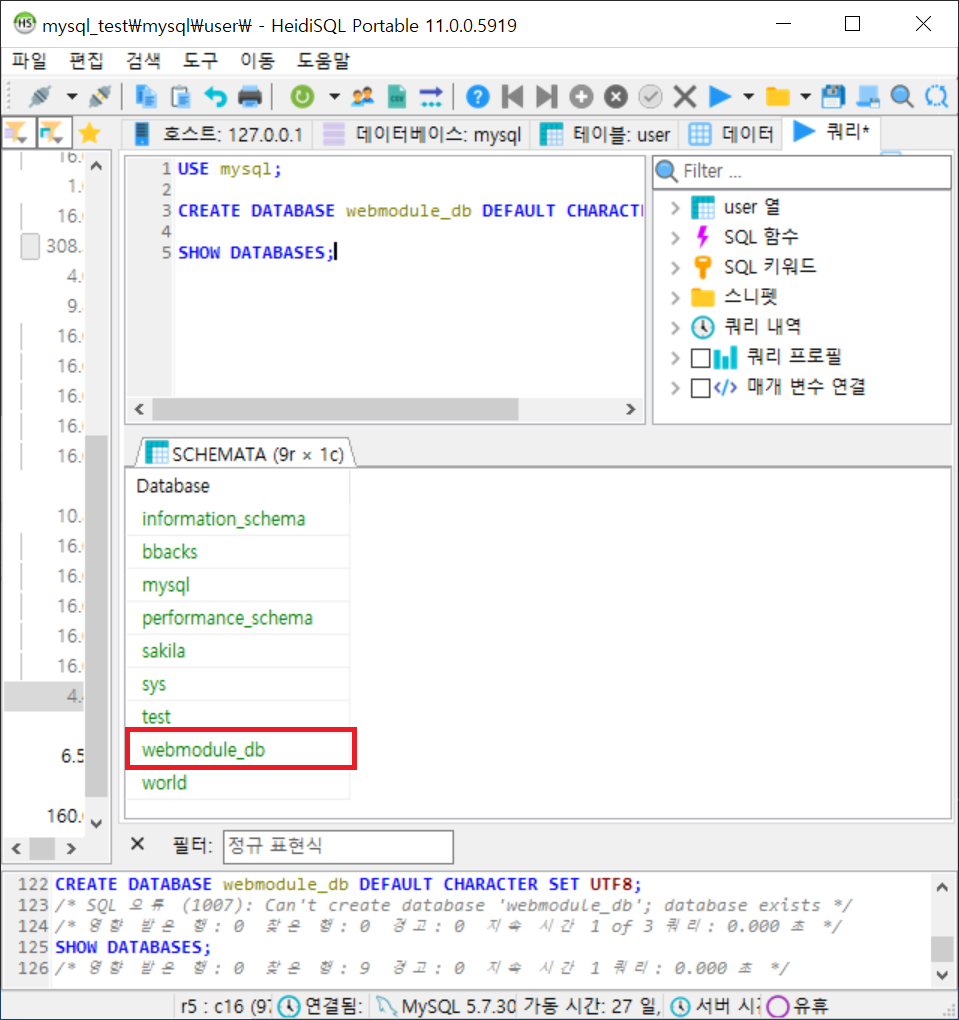 mysql_test₩mysql₩user₩ - HeidiSQL Portable 11.0.0.5919
파일 편집 검색 도구 이동 도움말
호스트: 127.0.0.1 데이터베이스: mysql 테이블: user 데이터 쿼리*
16.
1.
16.
308.
4.
9.
16.
16.
16.
16.
16.
10.
16.
16.
16.
16.
16.
4.
6.5
160.
1 USE mysql;
2
3 CREATE DATABASE webmodule_db DEFAULT CHARACT
4
5 SHOW DATABASES;
Filter ...
user 열
SQL 함수
SQL 키워드
스니펫
쿼리 내역
쿼리 프로필
매개 변수 연결
SCHEMATA (9r × 1c)
Database
information_schema
bbacks
mysql
performance_schema
sakila
sys
test
webmodule_db
world
필터: 정규 표현식
122 CREATE DATABASE webmodule_db DEFAULT CHARACTER SET UTF8;
123 /* SQL 오류 (1007): Can't create database 'webmodule_db'; database exists */
124 /* 영향 받은 행: 0 찾은 행: 0 경고: 0 지속 시간 1 of 3 쿼리: 0.000 초 */
125 SHOW DATABASES;
126 /* 영향 받은 행: 0 찾은 행: 9 경고: 0 지속 시간 1 쿼리: 0.000 초 */
r5 : c16 (97 연결됨: MySQL 5.7.30 가동 시간: 27 일, 서버 시 유휴